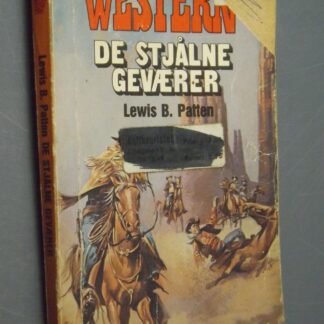 WESTERN
DE STJÅLNE
GEVÆRER
Lewis B. Patten
Lewis B. Patten DE STJÅLNE GEVÆRER